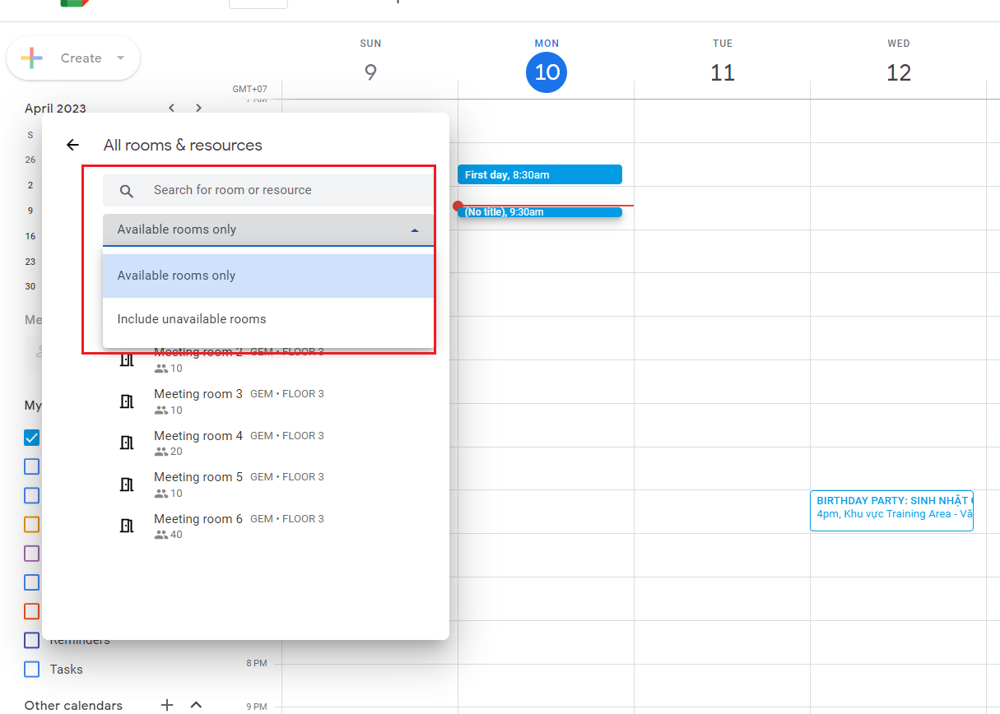 Create
SUN
MON
TUE
WED
9
10
11
12
GMT+07
7 AM
April 2023
S
26
2
9
16
23
30
Me
My
All rooms & resources
Search for room or resource
Available rooms only
Available rooms only
Include unavailable rooms
Meeting room 2 GEM • FLOOR 3
10
Meeting room 3 GEM • FLOOR 3
10
Meeting room 4 GEM • FLOOR 3
20
Meeting room 5 GEM • FLOOR 3
10
Meeting room 6 GEM • FLOOR 3
40
First day, 8:30am
(No title), 9:30am
BIRTHDAY PARTY: SINH NHẬT
4pm, Khu vực Training Area - Vă
Reminders
Tasks
Other calendars
8 PM
9 PM